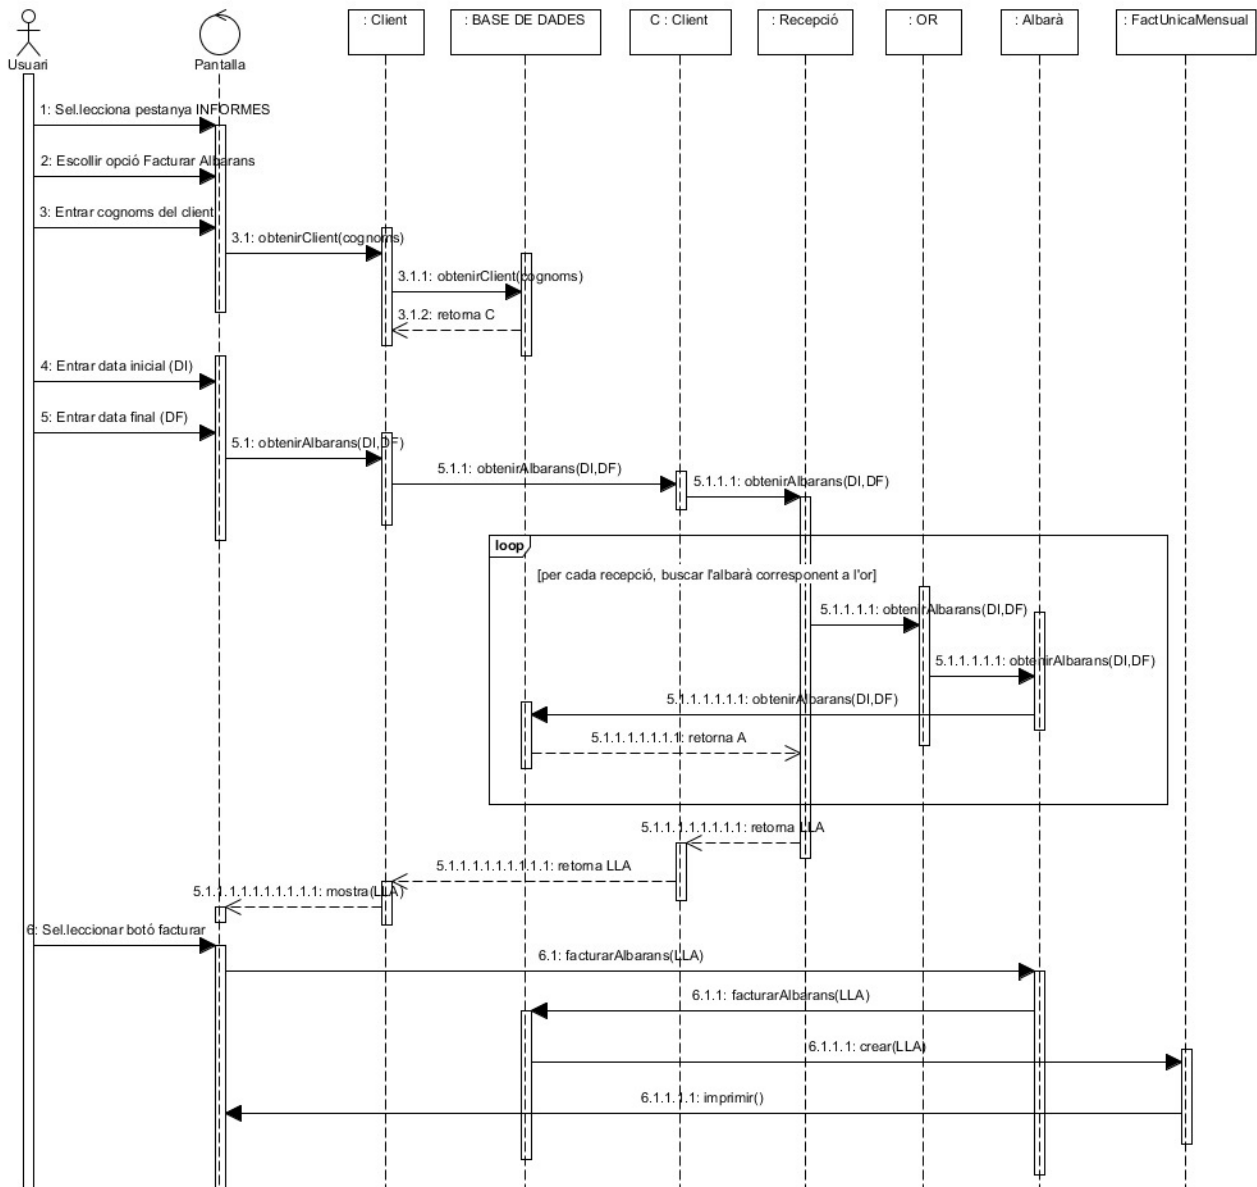 : Client
: BASE DE DADES
C : Client
: Recepció
: OR
: Albarà
: FactUnicaMensual
Usuari
Pantalla
1: Sel.lecciona pestanya INFORMES
2: Escollir opció Facturar Albarans
3: Entrar cognoms del client
3.1: obtenirClient(cognoms)
3.1.1: obtenirClient(cognoms)
3.1.2: retorna C
4: Entrar data inicial (DI)
5: Entrar data final (DF)
5.1: obtenirAlbarans(DI,DF)
5.1.1: obtenirAlbarans(DI,DF)
5.1.1.1: obtenirAlbarans(DI,DF)
loop
[per cada recepció, buscar l'albarà corresponent a l'or]
5.1.1.1.1: obtenirAlbarans(DI,DF)
5.1.1.1.1.1: obtenirAlbarans(DI,DF)
5.1.1.1.1.1.1: obtenirAlbarans(DI,DF)
5.1.1.1.1.1.1.1: retorna A
5.1.1.1.1.1.1.1.1: retorna LLA
5.1.1.1.1.1.1.1.1.1: retorna LLA
5.1.1.1.1.1.1.1.1.1.1: mostra(LLA)
6: Sel.leccionar botó facturar
6.1: facturarAlbarans(LLA)
6.1.1: facturarAlbarans(LLA)
6.1.1.1: crear(LLA)
6.1.1.1.1: imprimir()